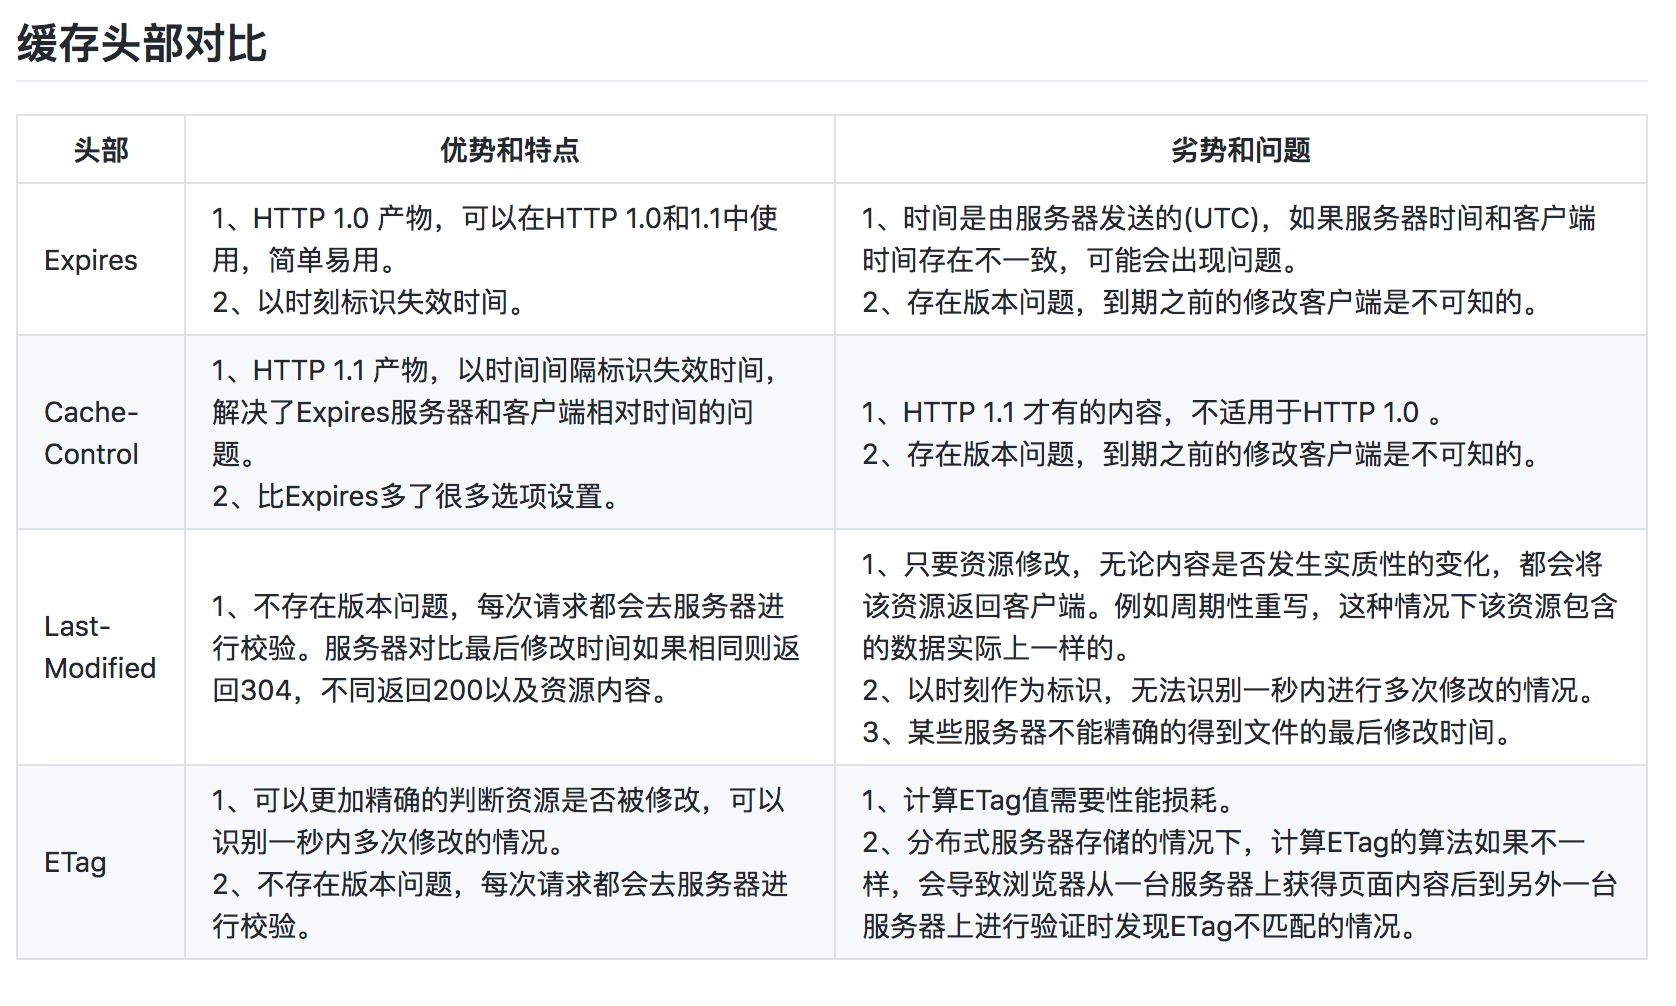 缓存头部对比
头部
优势和特点
劣势和问题
Expires
1、HTTP 1.0 产物，可以在HTTP 1.0和1.1中使
用，简单易用。
2、以时刻标识失效时间。
1、时间是由服务器发送的(UTC)，如果服务器时间和客户端
时间存在不一致，可能会出现问题。
2、存在版本问题，到期之前的修改客户端是不可知的。
Cache-
Control
1、HTTP 1.1 产物，以时间间隔标识失效时间，
解决了Expires服务器和客户端相对时间的问
题。
2、比Expires多了很多选项设置。
1、HTTP 1.1 才有的内容，不适用于HTTP 1.0 。
2、存在版本问题，到期之前的修改客户端是不可知的。
Last-
Modified
1、不存在版本问题，每次请求都会去服务器进
行校验。服务器对比最后修改时间如果相同则返
回304，不同返回200以及资源内容。
1、只要资源修改，无论内容是否发生实质性的变化，都会将
该资源返回客户端。例如周期性重写，这种情况下该资源包含
的数据实际上一样的。
2、以时刻作为标识，无法识别一秒内进行多次修改的情况。
3、某些服务器不能精确的得到文件的最后修改时间。
ETag
1、可以更加精确的判断资源是否被修改，可以
识别一秒内多次修改的情况。
2、不存在版本问题，每次请求都会去服务器进
行校验。
1、计算ETag值需要性能损耗。
2、分布式服务器存储的情况下，计算ETag的算法如果不一
样，会导致浏览器从一台服务器上获得页面内容后到另外一台
服务器上进行验证时发现ETag不匹配的情况。